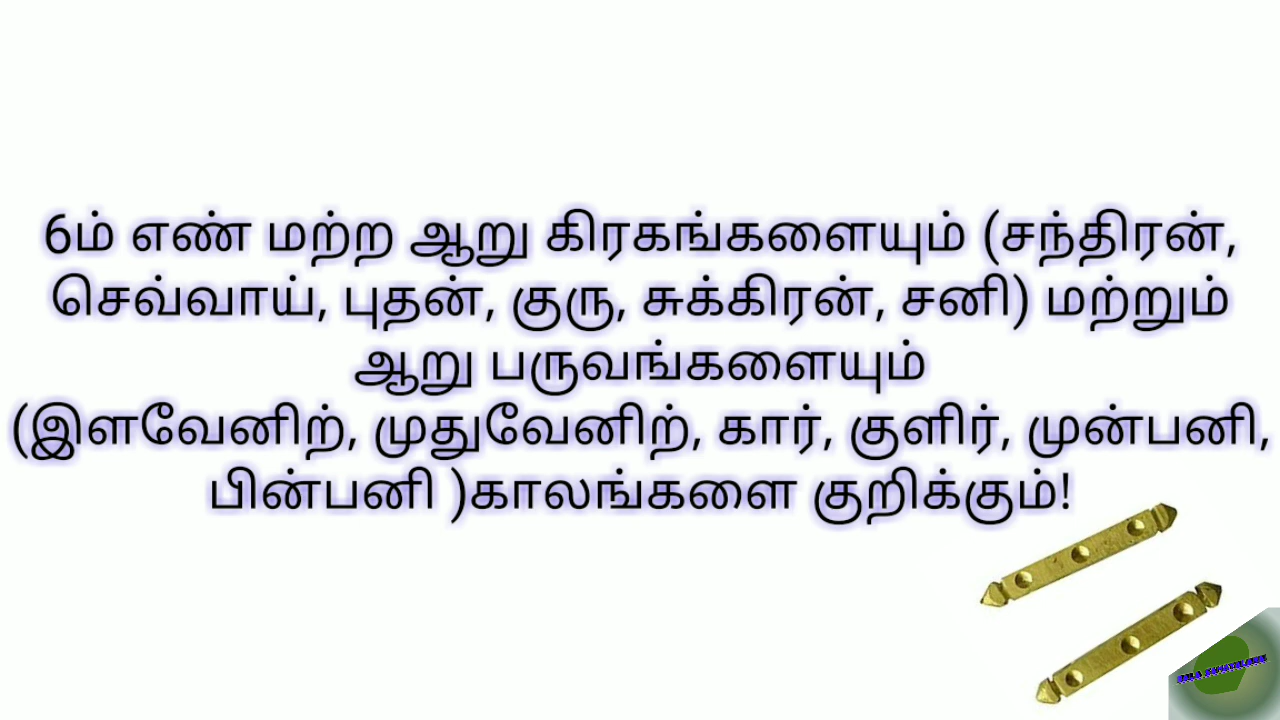 6ம் எண் மற்ற ஆறு கிரகங்களையும் (சந்திரன்,
செவ்வாய், புதன், குரு, சுக்கிரன், சனி) மற்றும்
ஆறு பருவங்களையும்
(இளவேனிற், முதுவேனிற், கார், குளிர், முன்பனி,
பின்பனி )காலங்களை குறிக்கும்!